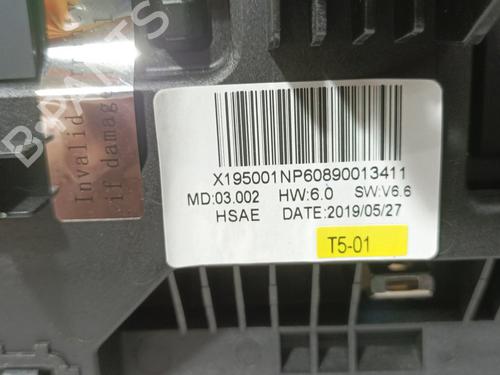 B-PARTS
Invalid
if damage
X195001NP60890013411
MD:03.002 HW:6.0 SW:V6.6
HSAE DATE:2019/05/27
T5-01